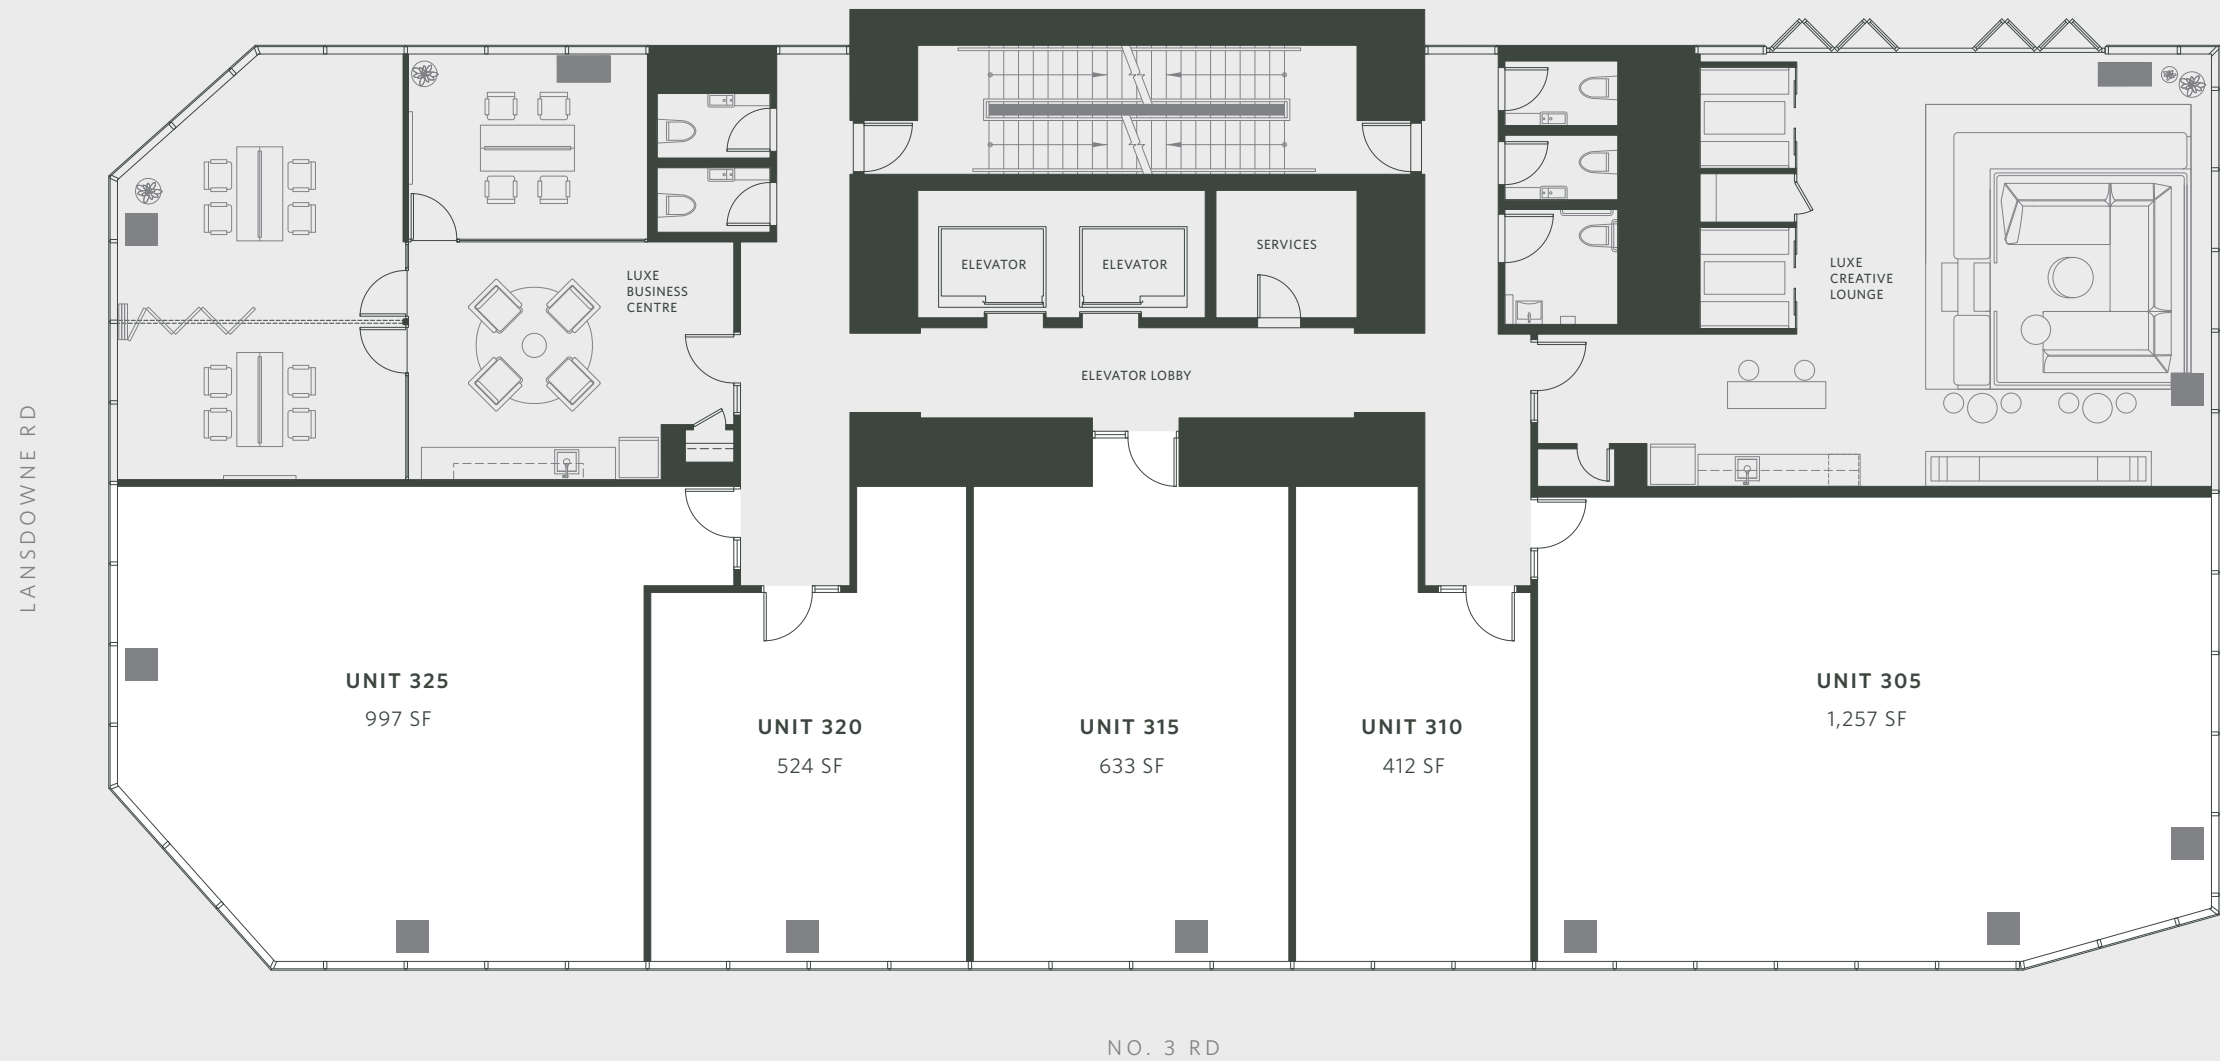 SERVICES
ELEVATOR
ELEVATOR
LUXE
BUSINESS
CENTRE
LUXE
CREATIVE
LOUNGE
ELEVATOR LOBBY
LANSDOWNE RD
UNIT 325
997 SF
UNIT 320
524 SF
UNIT 315
633 SF
UNIT 310
412 SF
UNIT 305
1,257 SF
NO. 3 RD